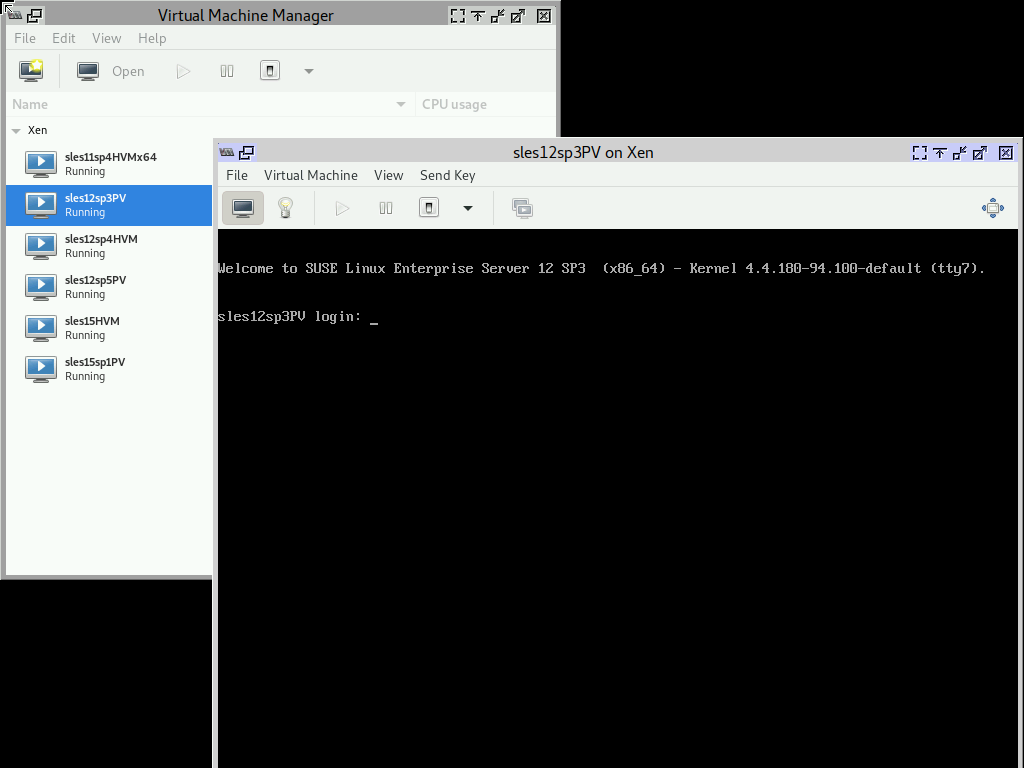 Virtual Machine Manager
File Edit View Help
Open
Name CPU usage
Xen
sles11sp4HVMx64
Running
sles12sp3PV
Running
sles12sp4HVM
Running
sles12sp5PV
Running
sles15HVM
Running
sles15sp1PV
Running
sles12sp3PV on Xen
File Virtual Machine View Send Key
Welcome to SUSE Linux Enterprise Server 12 SP3  (x86_64) - Kernel 4.4.180-94.100-default (tty7).
sles12sp3PV login: _